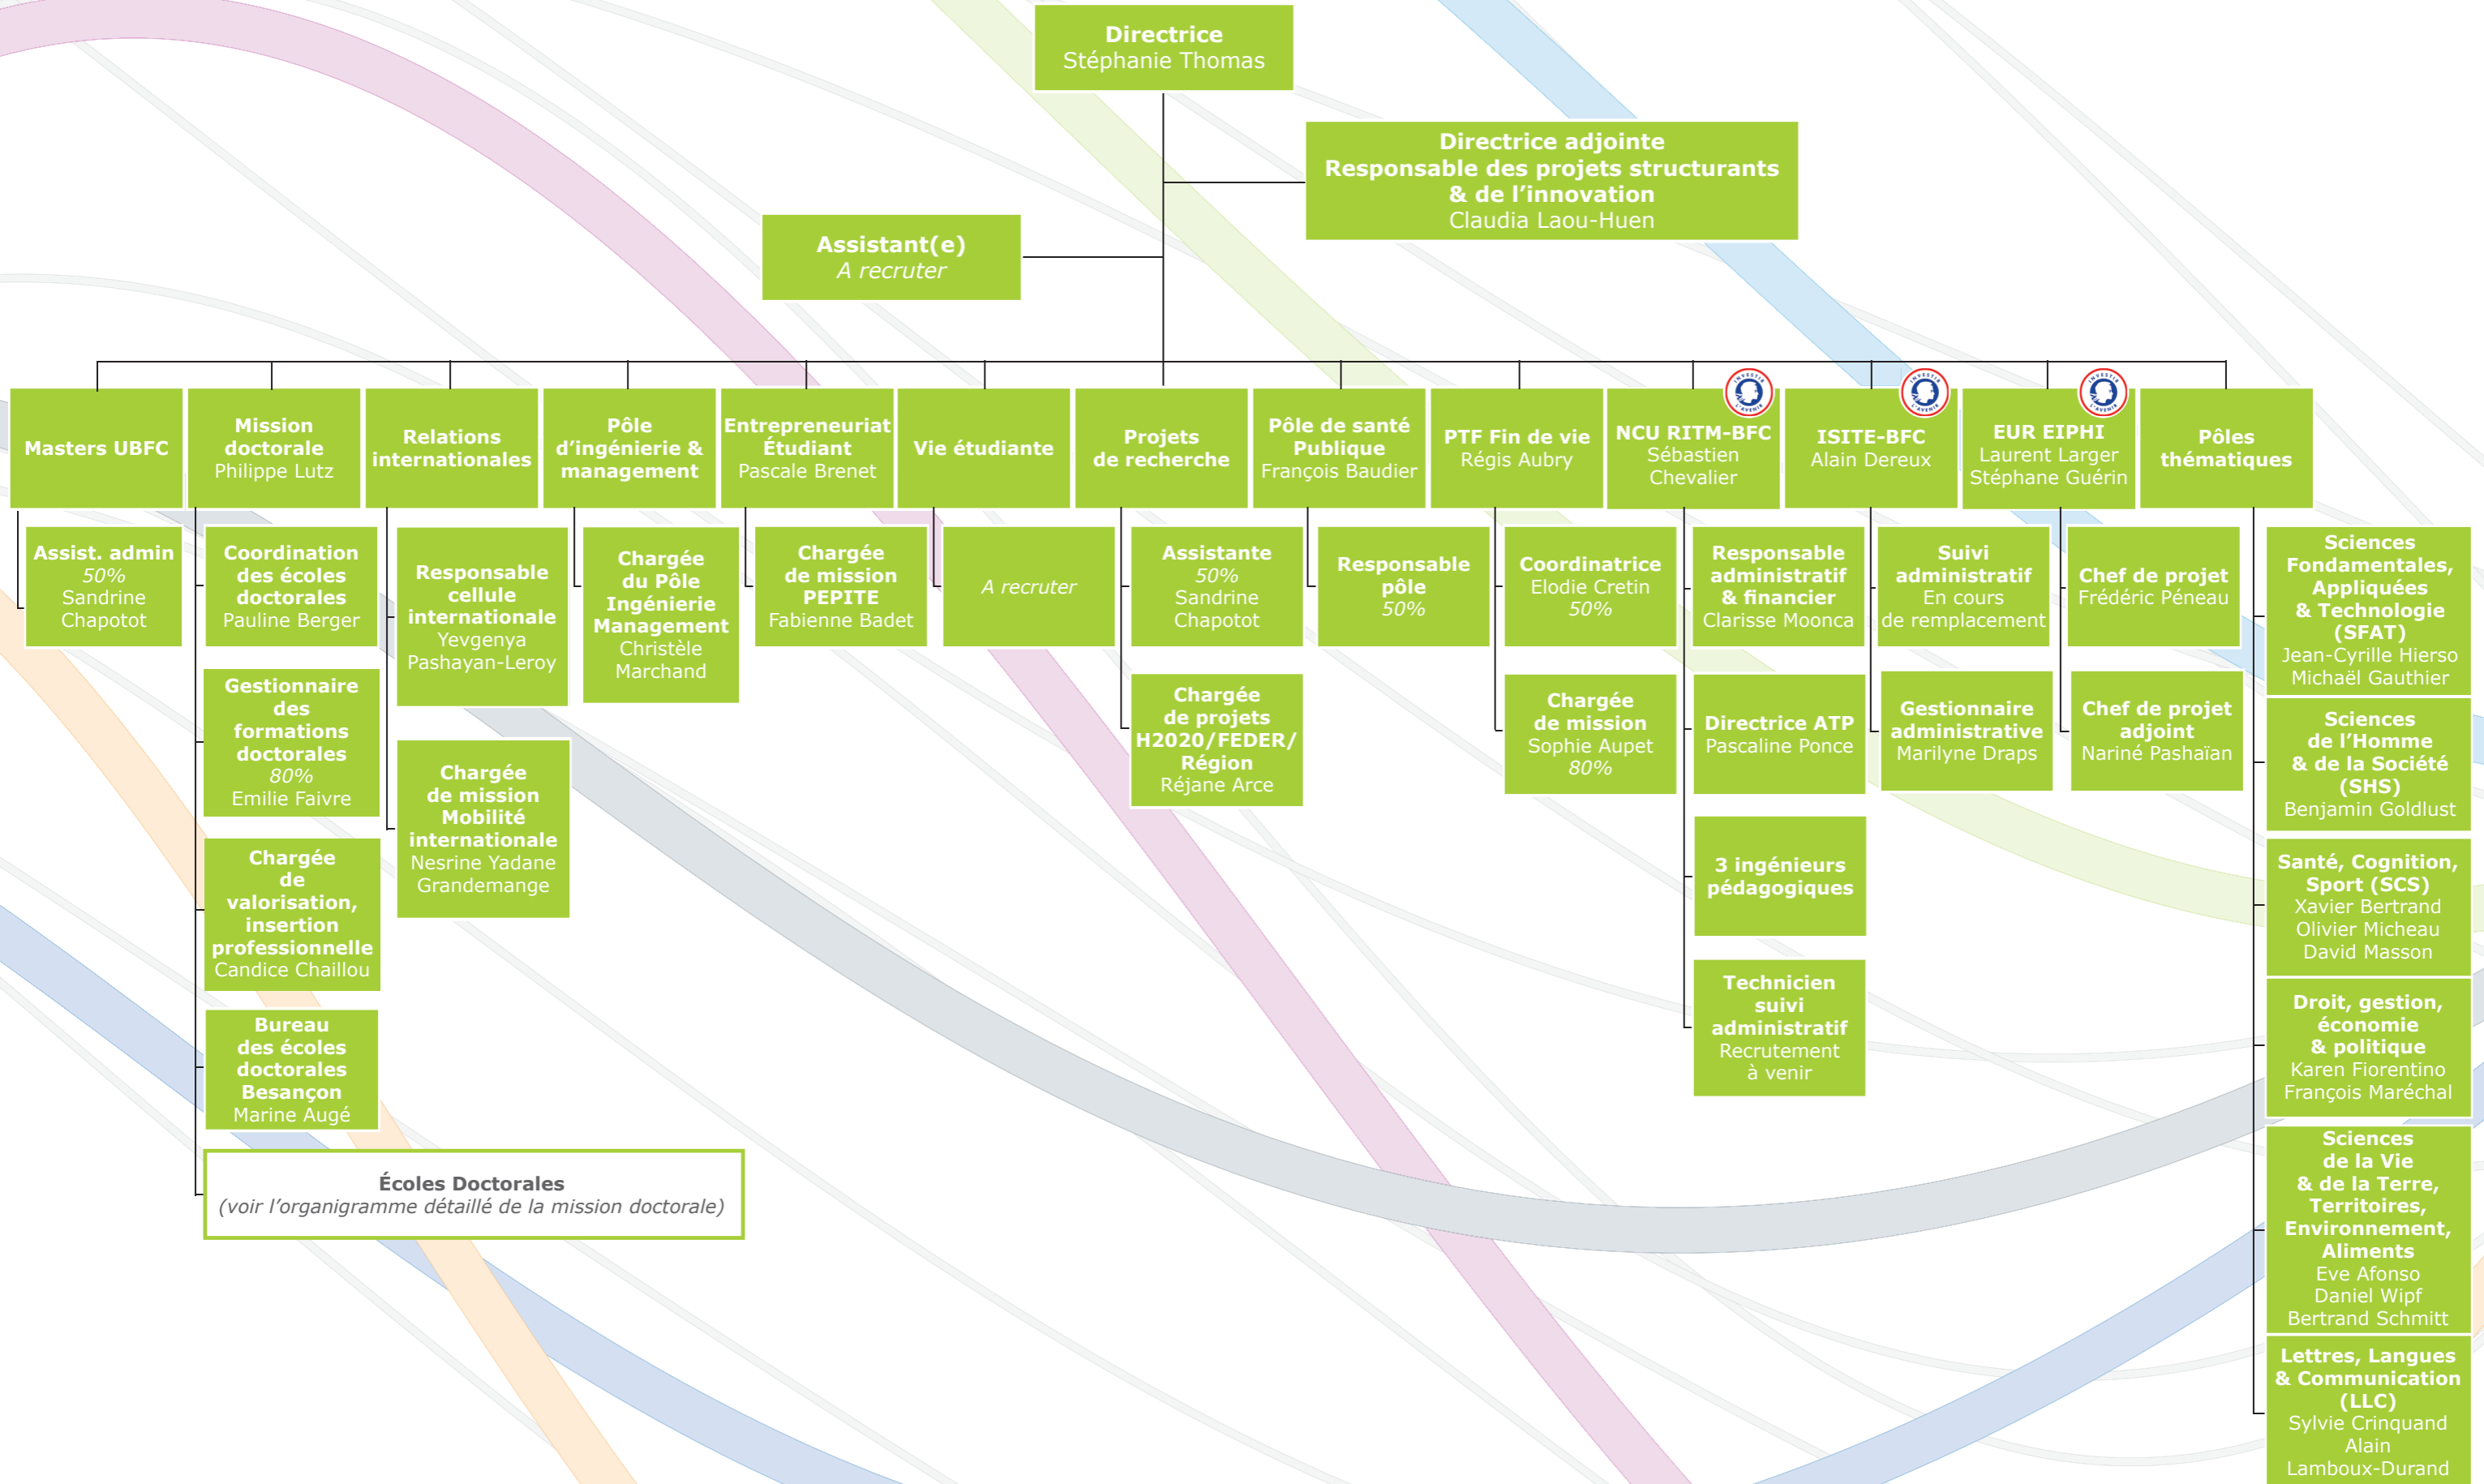 Directrice
Stéphanie Thomas
Directrice adjointe
Responsable des projets structurants
& de l'innovation
Claudia Laou-Huen
Assistant(e)
A recruter
Masters UBFC
Mission
doctorale
Philippe Lutz
Relations
internationales
Pôle
d'ingénierie &
management
Entrepreneuriat
Étudiant
Pascale Brenet
Vie étudiante
Projets
de recherche
Pôle de santé
Publique
François Baudier
PTF Fin de vie
Régis Aubry
INVESTIR
L'AVENIR
NCU RITM-BFC
Sébastien
Chevalier
INVESTIR
L'AVENIR
ISITE-BFC
Alain Dereux
INVESTIR
L'AVENIR
EUR EIPHI
Laurent Larger
Stéphane Guérin
Pôles
thématiques
Assist. admin
50%
Sandrine
Chapotot
Coordination
des écoles
doctorales
Pauline Berger
Gestionnaire
des
formations
doctorales
80%
Emilie Faivre
Chargée
de
valorisation,
insertion
professionnelle
Candice Chaillou
Bureau
des écoles
doctorales
Besançon
Marine Augé
Écoles Doctorales
(voir l'organigramme détaillé de la mission doctorale)
Responsable
cellule
internationale
Yevgenya
Pashayan-Leroy
Chargée
de mission
Mobilité
internationale
Nesrine Yadane
Grandemange
Chargée
du Pôle
Ingénierie
Management
Christèle
Marchand
Chargée
de mission
PEPITE
Fabienne Badet
A recruter
Assistante
50%
Sandrine
Chapotot
Chargée
de projets
H2020/FEDER/
Région
Réjane Arce
Responsable
pôle
50%
Coordinatrice
Elodie Cretin
50%
Chargée
de mission
Sophie Aupet
80%
Responsable
administratif
& financier
Clarisse Moonca
Directrice ATP
Pascaline Ponce
3 ingénieurs
pédagogiques
Technicien
suivi
administratif
Recrutement
à venir
Suivi
administratif
En cours
de remplacement
Gestionnaire
administrative
Marilyne Draps
Chef de projet
Frédéric Péneau
Chef de projet
adjoint
Nariné Pashaïan
Sciences
Fondamentales,
Appliquées
& Technologie
(SFAT)
Jean-Cyrille Hierso
Michaël Gauthier
Sciences
de l'Homme
& de la Société
(SHS)
Benjamin Goldlust
Santé, Cognition,
Sport (SCS)
Xavier Bertrand
Olivier Micheau
David Masson
Droit, gestion,
économie
& politique
Karen Fiorentino
François Maréchal
Sciences
de la Vie
& de la Terre,
Territoires,
Environnement,
Aliments
Eve Afonso
Daniel Wipf
Bertrand Schmitt
Lettres, Langues
& Communication
(LLC)
Sylvie Crinquand
Alain
Lamboux-Durand